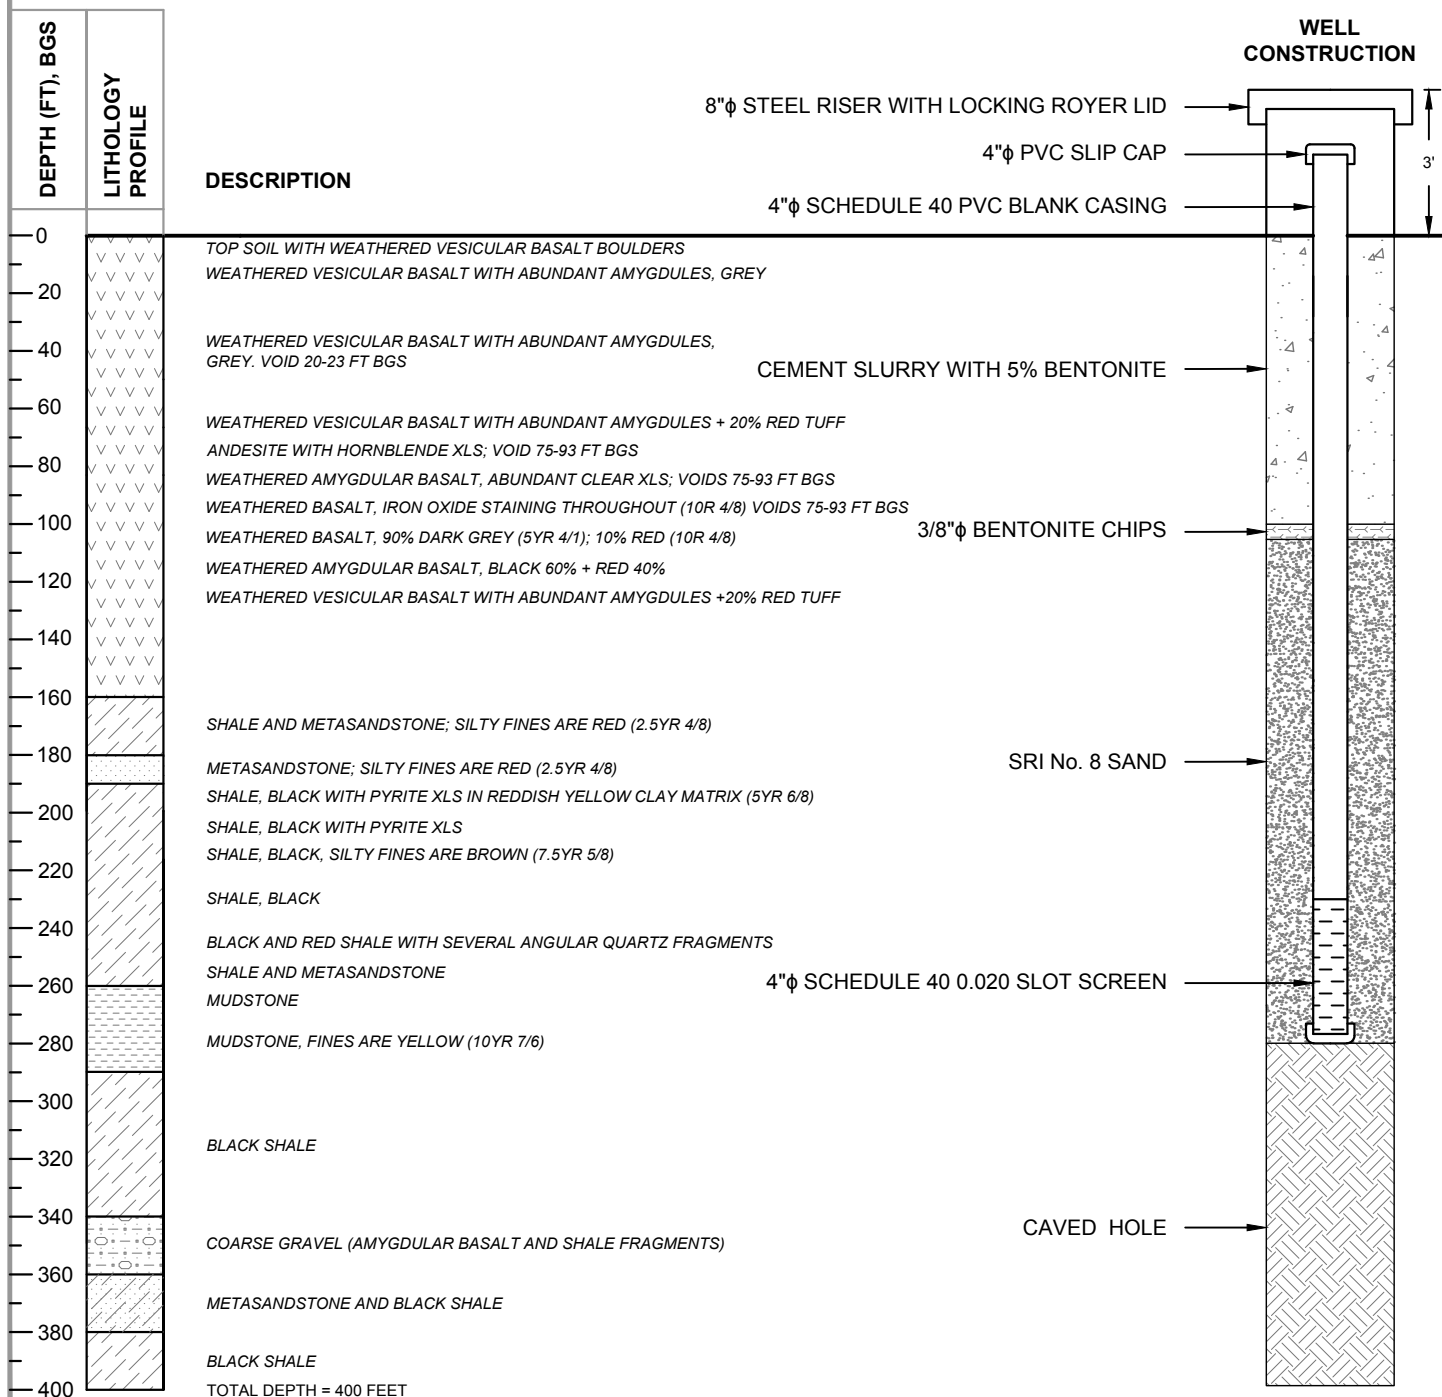 DEPTH (FT), BGS
LITHOLOGY
PROFILE
DESCRIPTION
WELL
CONSTRUCTION
8"ϕ STEEL RISER WITH LOCKING ROYER LID
4"ϕ PVC SLIP CAP
3'
4"ϕ SCHEDULE 40 PVC BLANK CASING
0
TOP SOIL WITH WEATHERED VESICULAR BASALT BOULDERS
WEATHERED VESICULAR BASALT WITH ABUNDANT AMYGDULES, GREY
20
WEATHERED VESICULAR BASALT WITH ABUNDANT AMYGDULES,
40
GREY. VOID 20-23 FT BGS
CEMENT SLURRY WITH 5% BENTONITE
60
WEATHERED VESICULAR BASALT WITH ABUNDANT AMYGDULES + 20% RED TUFF
ANDESITE WITH HORNBLENDE XLS; VOID 75-93 FT BGS
80
WEATHERED AMYGDULAR BASALT, ABUNDANT CLEAR XLS; VOIDS 75-93 FT BGS
WEATHERED BASALT, IRON OXIDE STAINING THROUGHOUT (10R 4/8) VOIDS 75-93 FT BGS
100
3/8"ϕ BENTONITE CHIPS
WEATHERED BASALT, 90% DARK GREY (5YR 4/1); 10% RED (10R 4/8)
WEATHERED AMYGDULAR BASALT, BLACK 60% + RED 40%
120
WEATHERED VESICULAR BASALT WITH ABUNDANT AMYGDULES +20% RED TUFF
140
160
SHALE AND METASANDSTONE; SILTY FINES ARE RED (2.5YR 4/8)
180
SRI No. 8 SAND
METASANDSTONE; SILTY FINES ARE RED (2.5YR 4/8)
SHALE, BLACK WITH PYRITE XLS IN REDDISH YELLOW CLAY MATRIX (5YR 6/8)
200
SHALE, BLACK WITH PYRITE XLS
SHALE, BLACK, SILTY FINES ARE BROWN (7.5YR 5/8)
220
SHALE, BLACK
240
BLACK AND RED SHALE WITH SEVERAL ANGULAR QUARTZ FRAGMENTS
SHALE AND METASANDSTONE
4"ϕ SCHEDULE 40 0.020 SLOT SCREEN
260
MUDSTONE
280
MUDSTONE, FINES ARE YELLOW (10YR 7/6)
300
BLACK SHALE
320
340
CAVED HOLE
COARSE GRAVEL (AMYGDULAR BASALT AND SHALE FRAGMENTS)
360
METASANDSTONE AND BLACK SHALE
380
BLACK SHALE
400
TOTAL DEPTH = 400 FEET